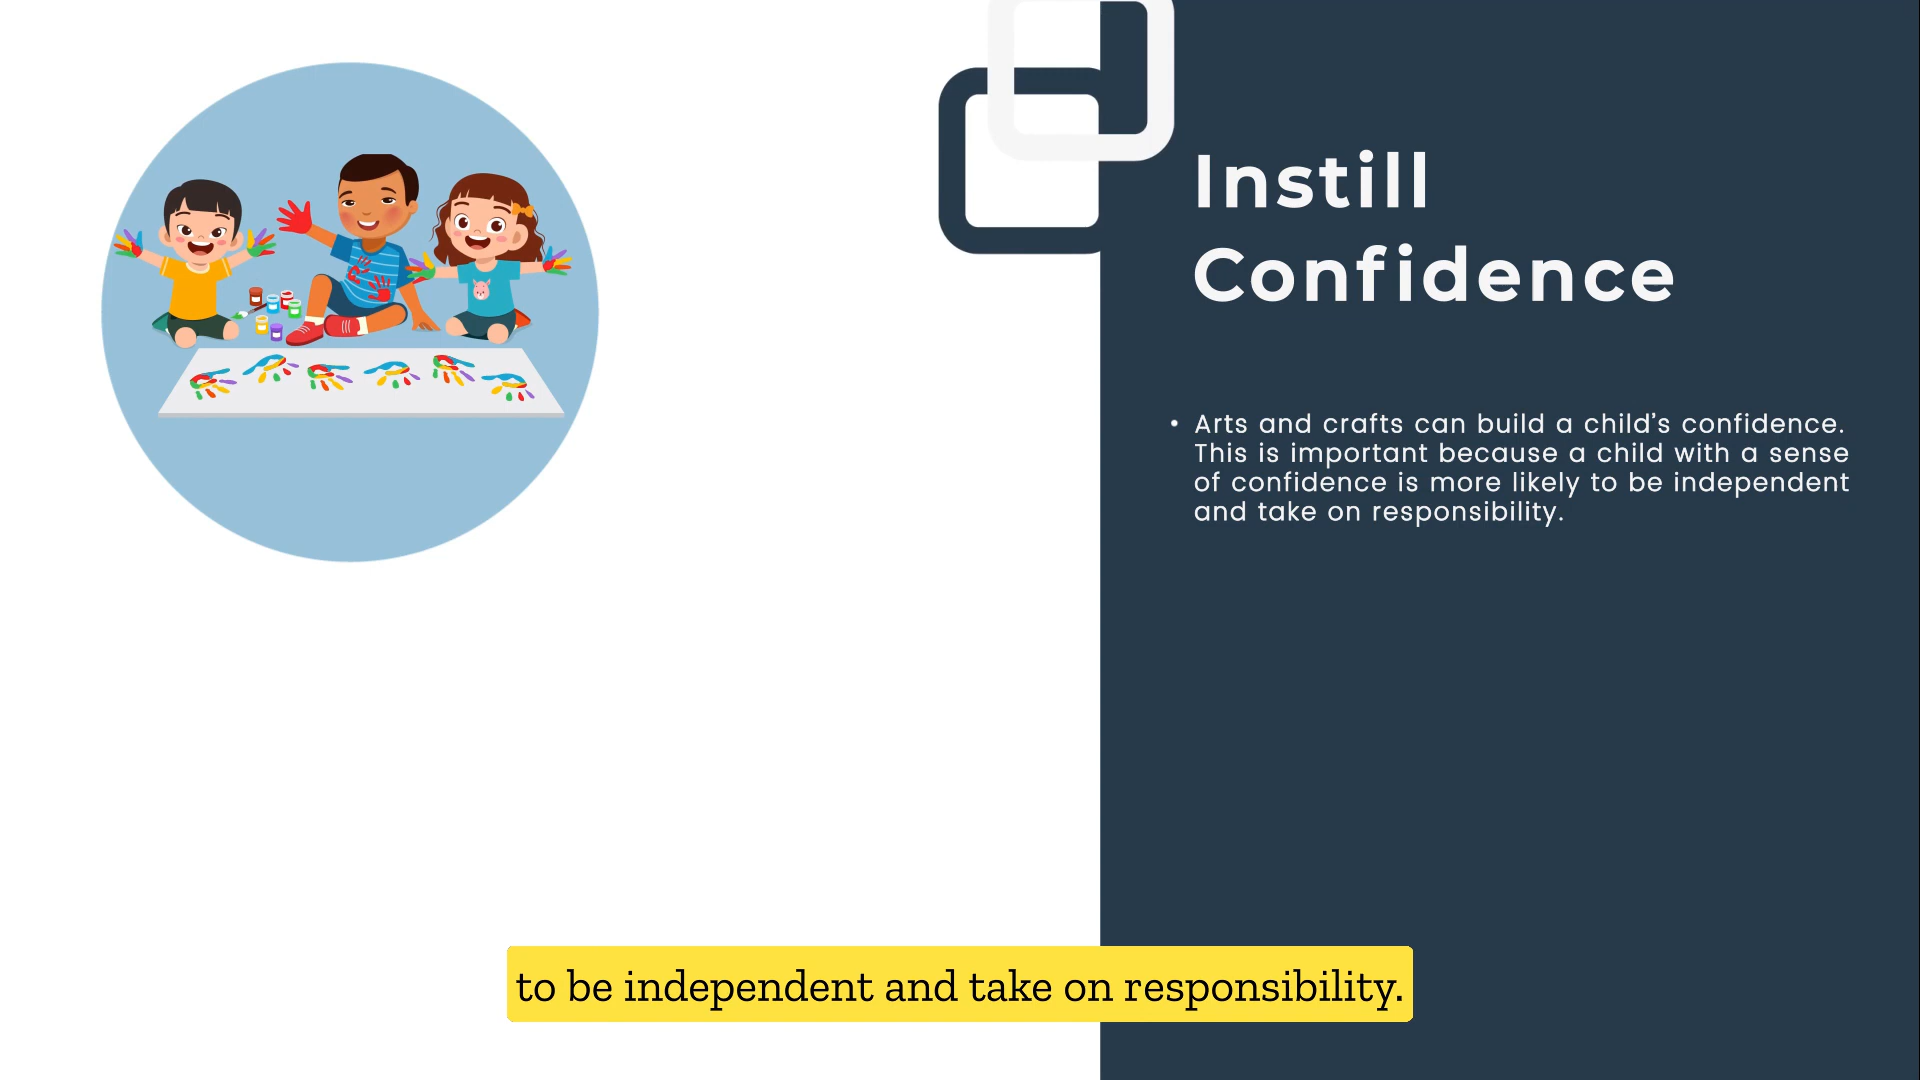 Instill
Confidence
• Arts and crafts can build a child's confidence.
This is important because a child with a sense
of confidence is more likely to be independent
and take on responsibility.
to be independent and take on responsibility.